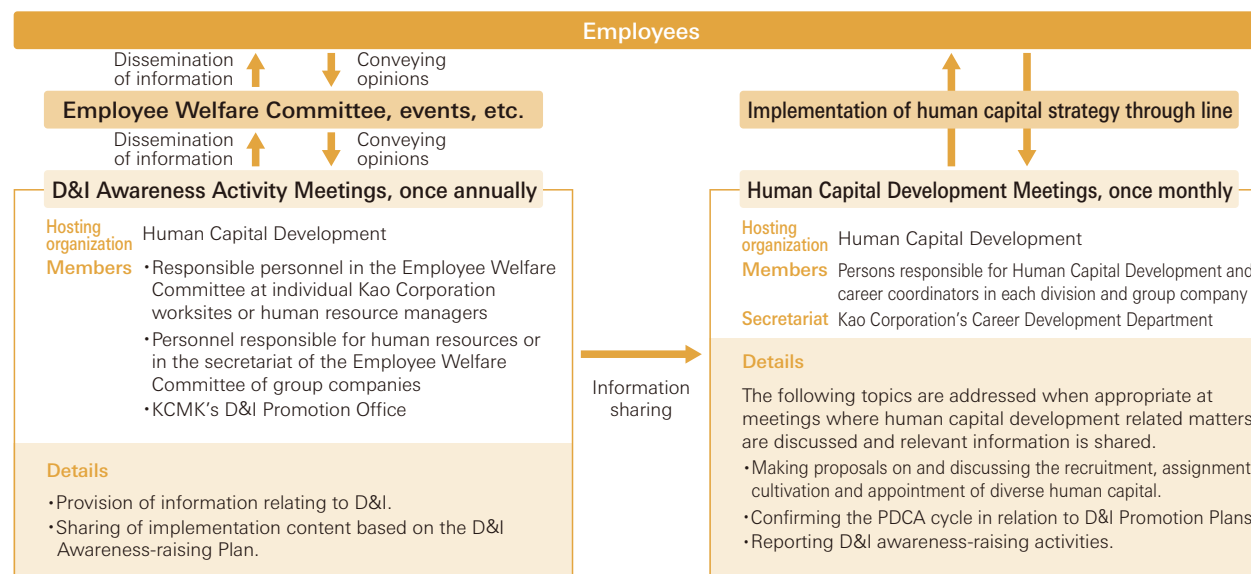 Employees
Dissemination
of information
Conveying
opinions
Employee Welfare Committee, events, etc.
Dissemination
of information
Conveying
opinions
D&I Awareness Activity Meetings, once annually
Hosting
organization
Human Capital Development
Members
・Responsible personnel in the Employee Welfare
Committee at individual Kao Corporation
worksites or human resource managers
・Personnel responsible for human resources or
in the secretariat of the Employee Welfare
Committee of group companies
・KCMK's D&I Promotion Office
Details
・Provision of information relating to D&I.
・Sharing of implementation content based on the D&I
Awareness-raising Plan.
Information
sharing
Implementation of human capital strategy through line
Human Capital Development Meetings, once monthly
Hosting
organization
Human Capital Development
Members
Persons responsible for Human Capital Development and
career coordinators in each division and group company
Secretariat
Kao Corporation's Career Development Department
Details
The following topics are addressed when appropriate at
meetings where human capital development related matters
are discussed and relevant information is shared.
・Making proposals on and discussing the recruitment, assignment
cultivation and appointment of diverse human capital.
・Confirming the PDCA cycle in relation to D&I Promotion Plans
・Reporting D&I awareness-raising activities.